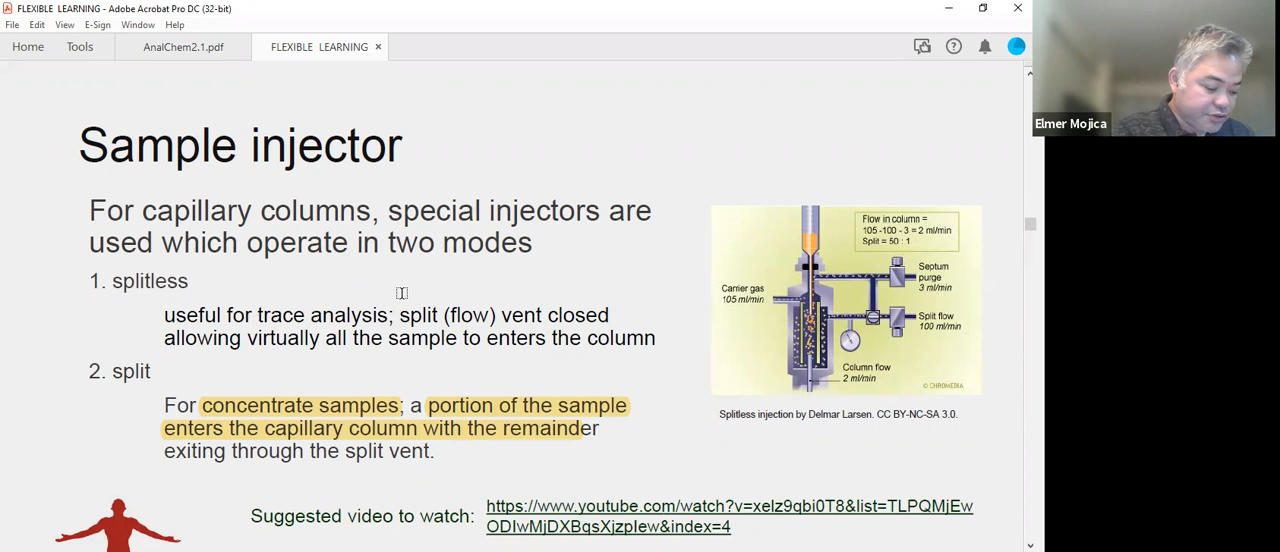 FLEXIBLE LEARNING - Adobe Acrobat Pro DC (32-bit)
File Edit View E-Sign Window Help
Home Tools AnalChem2.1.pdf FLEXIBLE LEARNING ×
Elmer Mojica
Sample injector
For capillary columns, special injectors are
used which operate in two modes
1. splitless
useful for trace analysis; split (flow) vent closed
allowing virtually all the sample to enters the column
2. split
For concentrate samples; a portion of the sample
enters the capillary column with the remainder
exiting through the split vent.
Flow in column =
105 -100 - 3 = 2 ml/min
Split = 50 : 1
Carrier gas
105 ml/min
Septum
purge
3 ml/min
Split flow
100 ml/min
Column flow
2 ml/min
© CHROMEDIA
Splitless injection by Delmar Larsen. CC BY-NC-SA 3.0.
Suggested video to watch:
https://www.youtube.com/watch?v=xelz9qbi0T8&list=TLPQMjEw
ODIwMjDXBqsXjzpIew&index=4